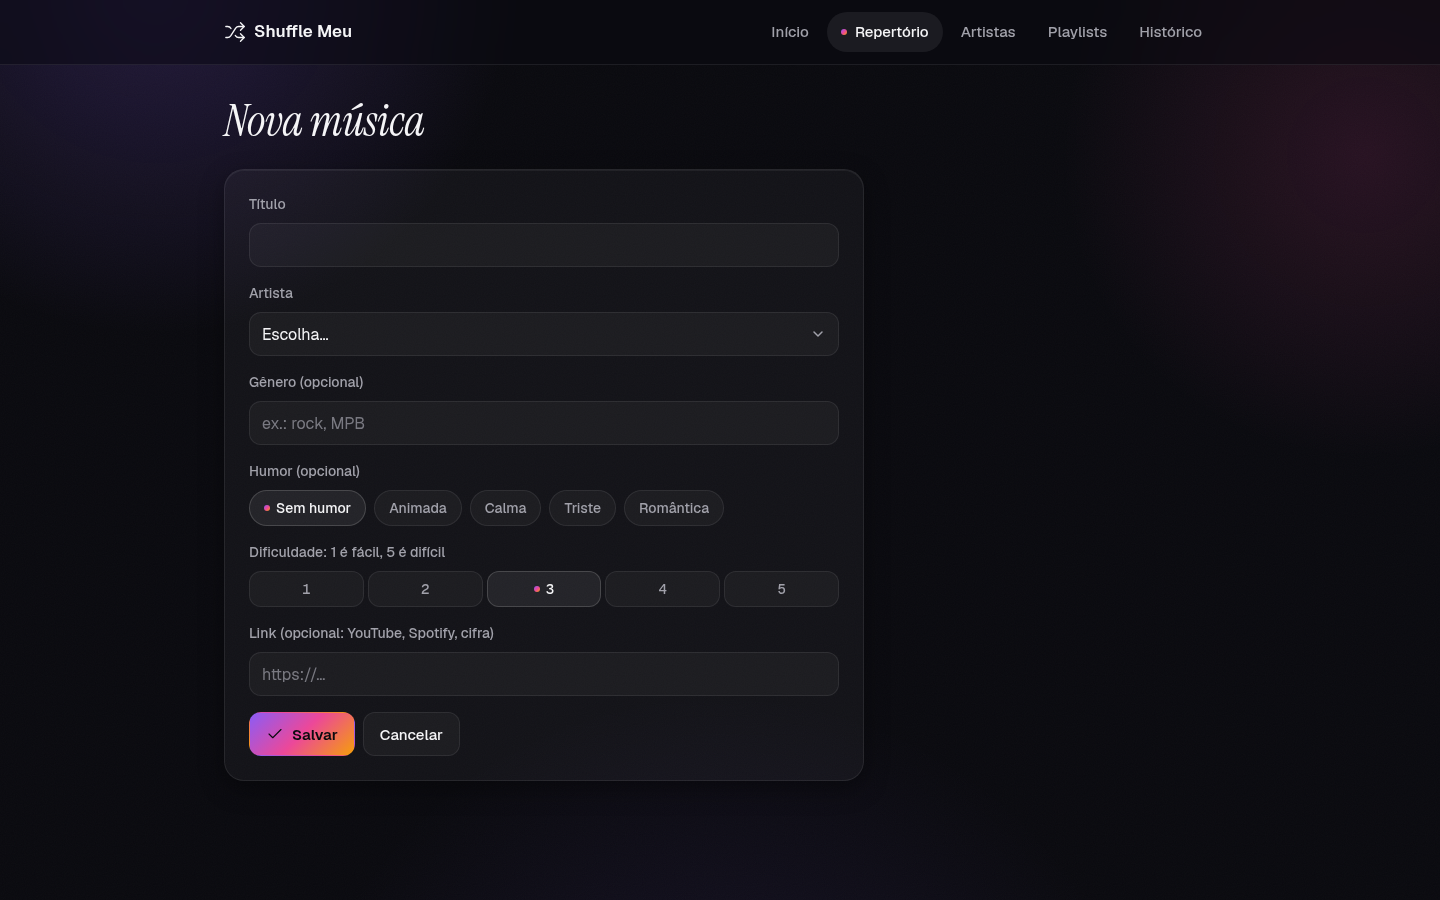 Shuffle Meu
Início Repertório Artistas Playlists Histórico
Nova música
Título
Artista
Escolha...
Gênero (opcional)
ex.: rock, MPB
Humor (opcional)
Sem humor Animada Calma Triste Romântica
Dificuldade: 1 é fácil, 5 é difícil
1 2 3 4 5
Link (opcional: YouTube, Spotify, cifra)
https://...
Salvar Cancelar